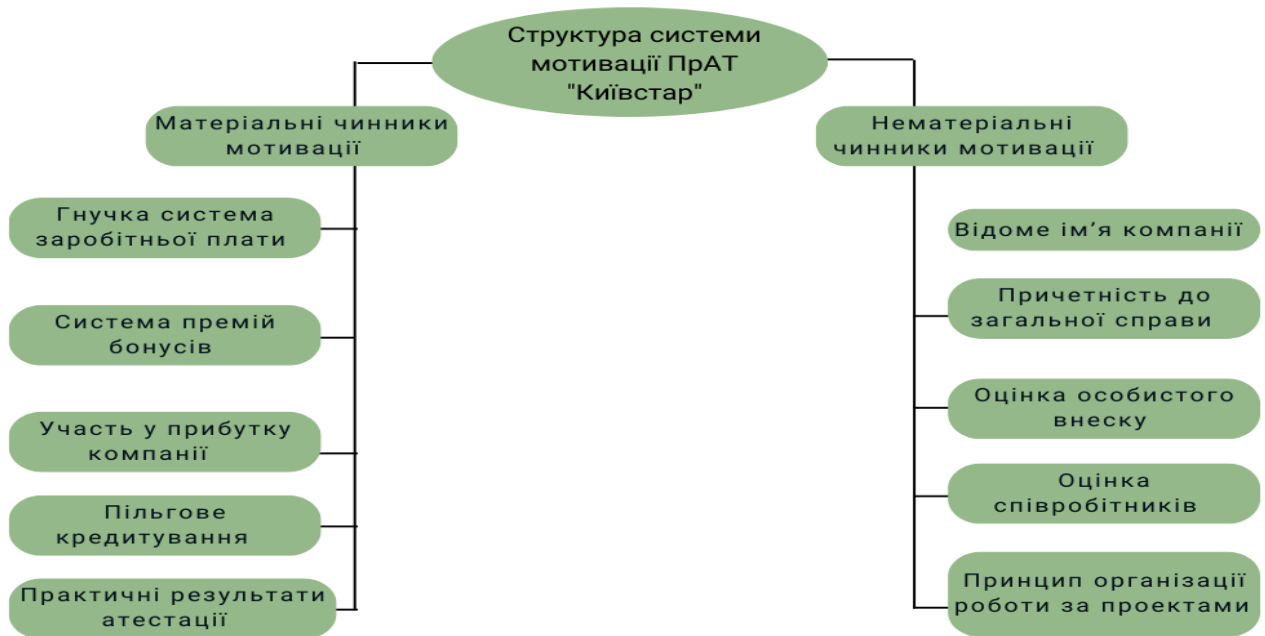 Структура системи
мотивації ПрАТ
"Київстар"
Матеріальні чинники
мотивації
Гнучка система
заробітньої плати
Система премій
бонусів
Участь у прибутку
компанії
Пільгове
кредитування
Практичні результати
атестації
Нематеріальні
чинники мотивації
Відоме ім’я компанії
Причетність до
загальної справи
Оцінка особистого
внеску
Оцінка
співробітників
Принцип організації
роботи за проектами